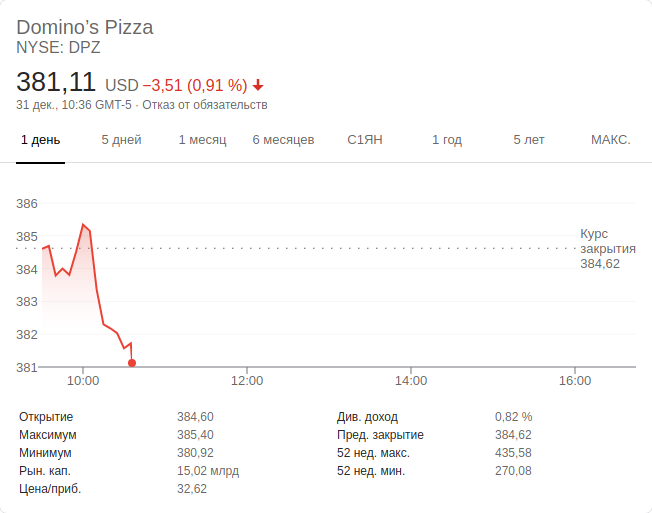 Domino’s Pizza
NYSE: DPZ
381,11 USD −3,51 (0,91 %)
31 дек., 10:36 GMT-5 · Отказ от обязательств
1 день 5 дней 1 месяц 6 месяцев С1ЯН 1 год 5 лет МАКС.
386
385
384
383
382
381
Курс
закрытия
384,62
10:00 12:00 14:00 16:00
Открытие 384,60 Див. доход 0,82 %
Максимум 385,40 Пред. закрытие 384,62
Минимум 380,92 52 нед. макс. 435,58
Рын. кап. 15,02 млрд 52 нед. мин. 270,08
Цена/приб. 32,62